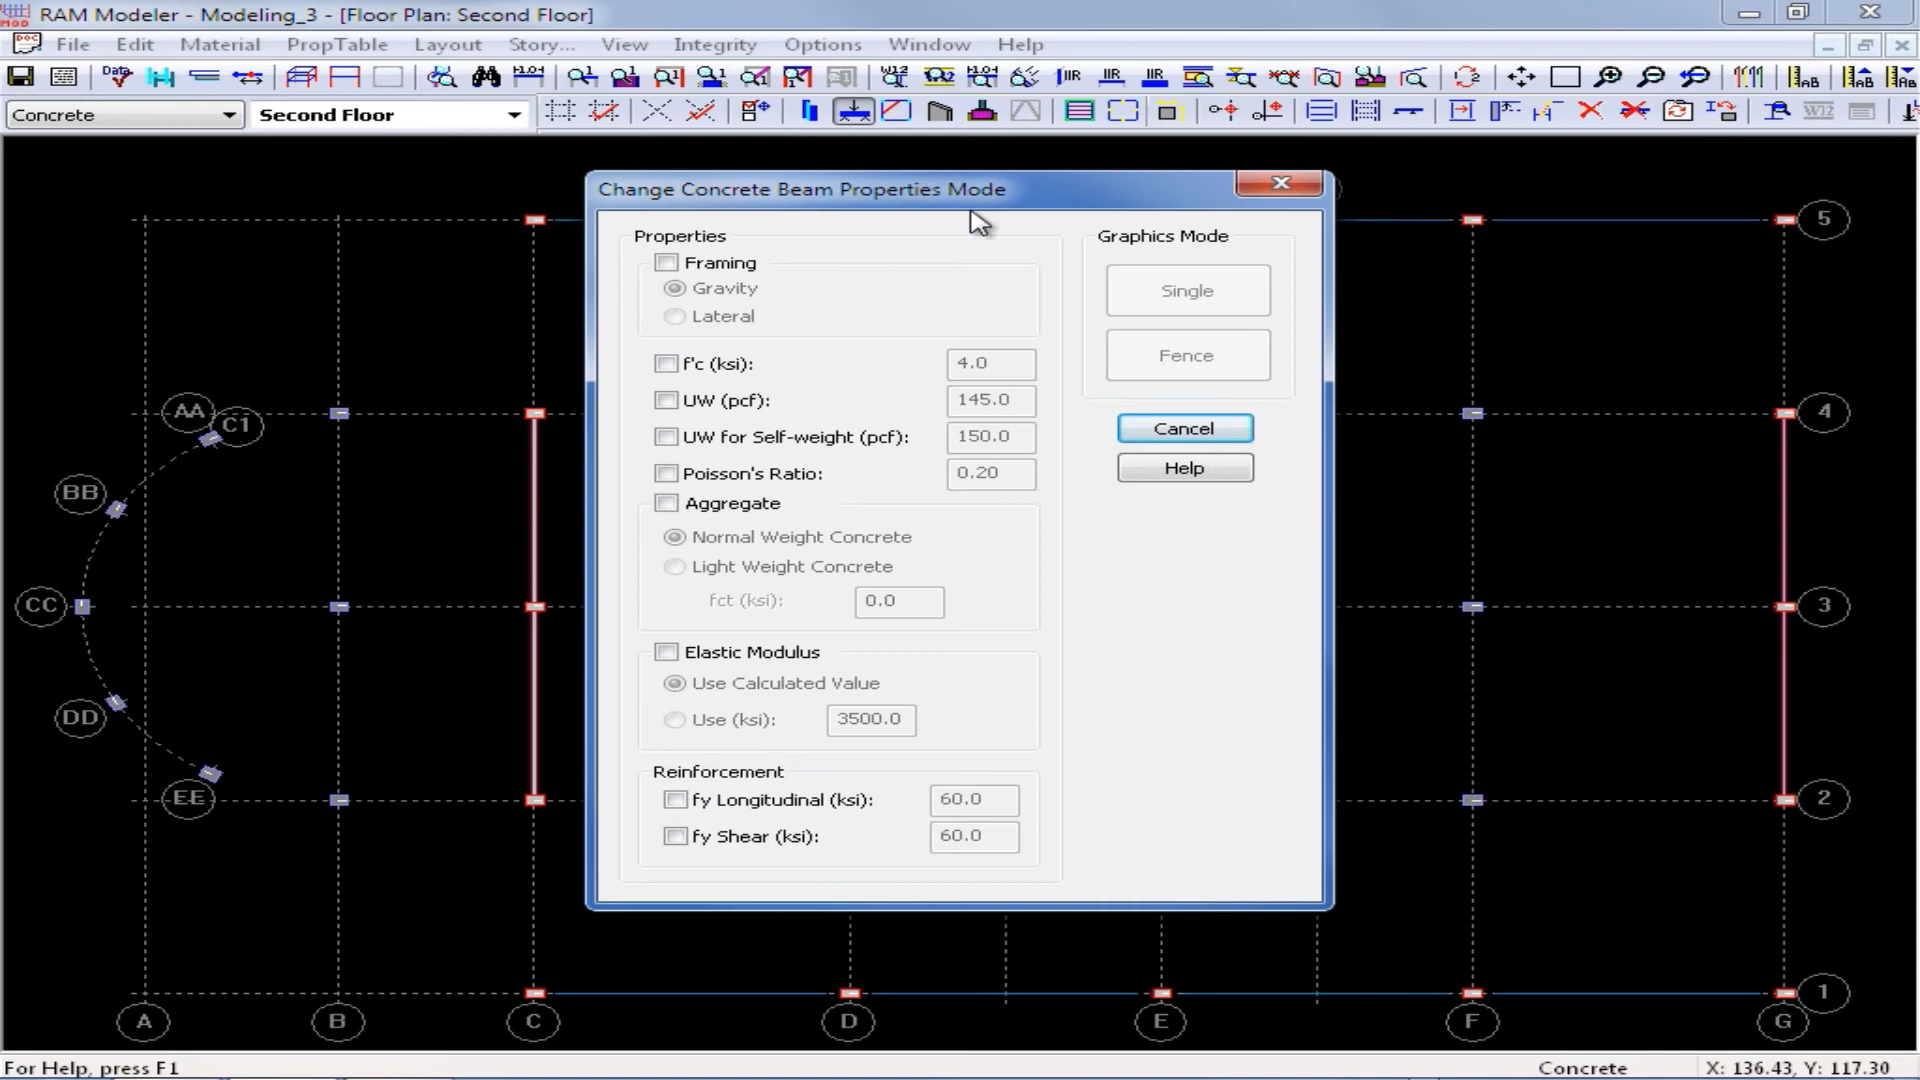 RAM Modeler - Modeling_3 - [Floor Plan: Second Floor]
File Edit Material PropTable Layout Story... View Integrity Options Window Help
Concrete Second Floor
Change Concrete Beam Properties Mode
Properties
Framing
Gravity
Lateral
f'c (ksi): 4.0
UW (pcf): 145.0
UW for Self-weight (pcf): 150.0
Poisson's Ratio: 0.20
Aggregate
Normal Weight Concrete
Light Weight Concrete
fct (ksi): 0.0
Elastic Modulus
Use Calculated Value
Use (ksi): 3500.0
Reinforcement
fy Longitudinal (ksi): 60.0
fy Shear (ksi): 60.0
Graphics Mode
Single
Fence
Cancel
Help
AA
C1
BB
CC
DD
EE
5
4
3
2
1
A B C D E F G
For Help, press F1 Concrete X: 136.43, Y: 117.30